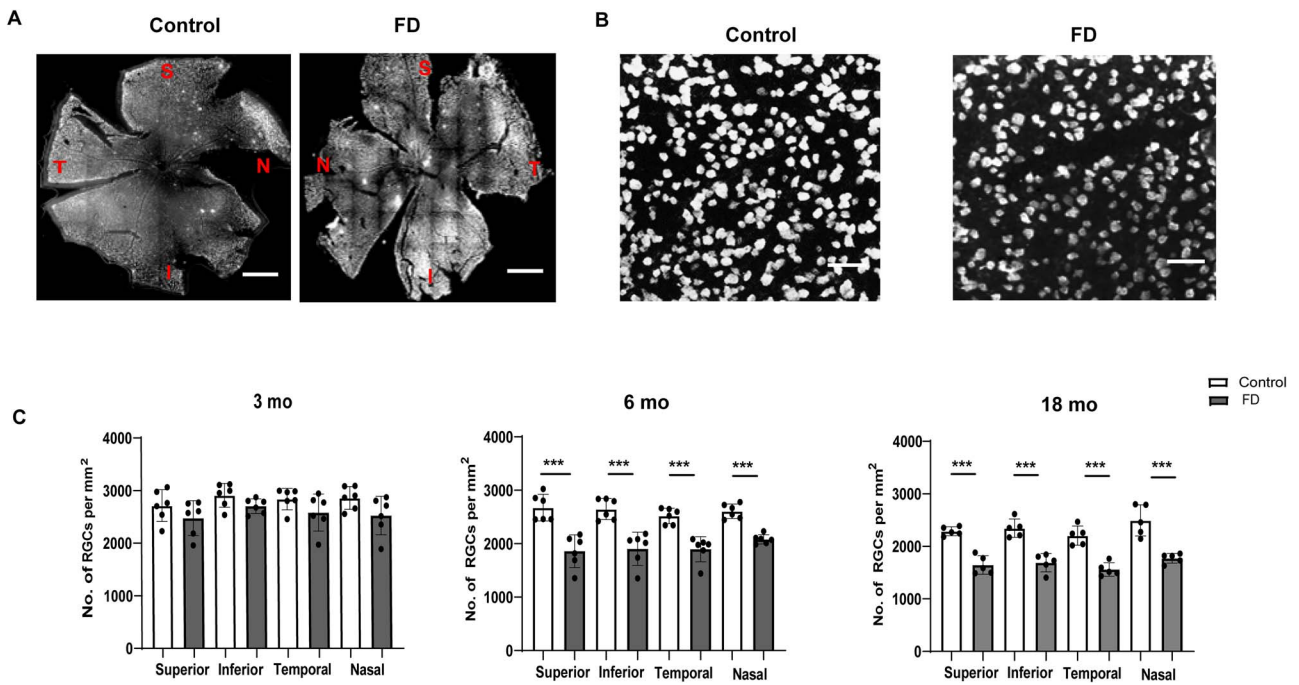 A
Control
FD
S
T
N
I
S
N
T
I
B
Control
FD
Control
FD
C
3 mo
No. of RGCs per mm2
4000
3000
2000
1000
0
Superior
Inferior
Temporal
Nasal
6 mo
No. of RGCs per mm2
4000
3000
2000
1000
0
***
***
***
***
Superior
Inferior
Temporal
Nasal
18 mo
No. of RGCs per mm2
4000
3000
2000
1000
0
***
***
***
***
Superior
Inferior
Temporal
Nasal